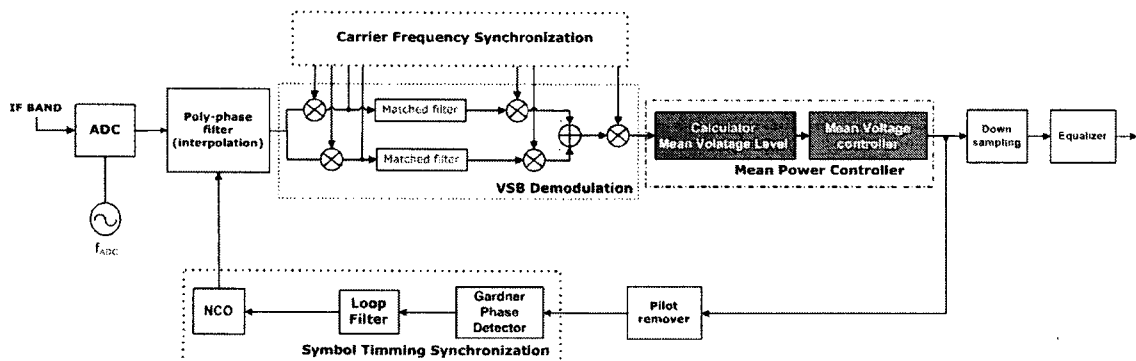 Carrier Frequency Synchronization
IF BAND
ADC
Poly-phase
filter
(interpolation)
Matched filter
Matched filter
VSB Demodulation
Calculator
Mean Volatage Level
Mean Voltage
controller
Mean Power Controller
Down
sampling
Equalizer
fADC
NCO
Loop
Filter
Gardner
Phase
Detector
Pilot
remover
Symbol Timming Synchronization